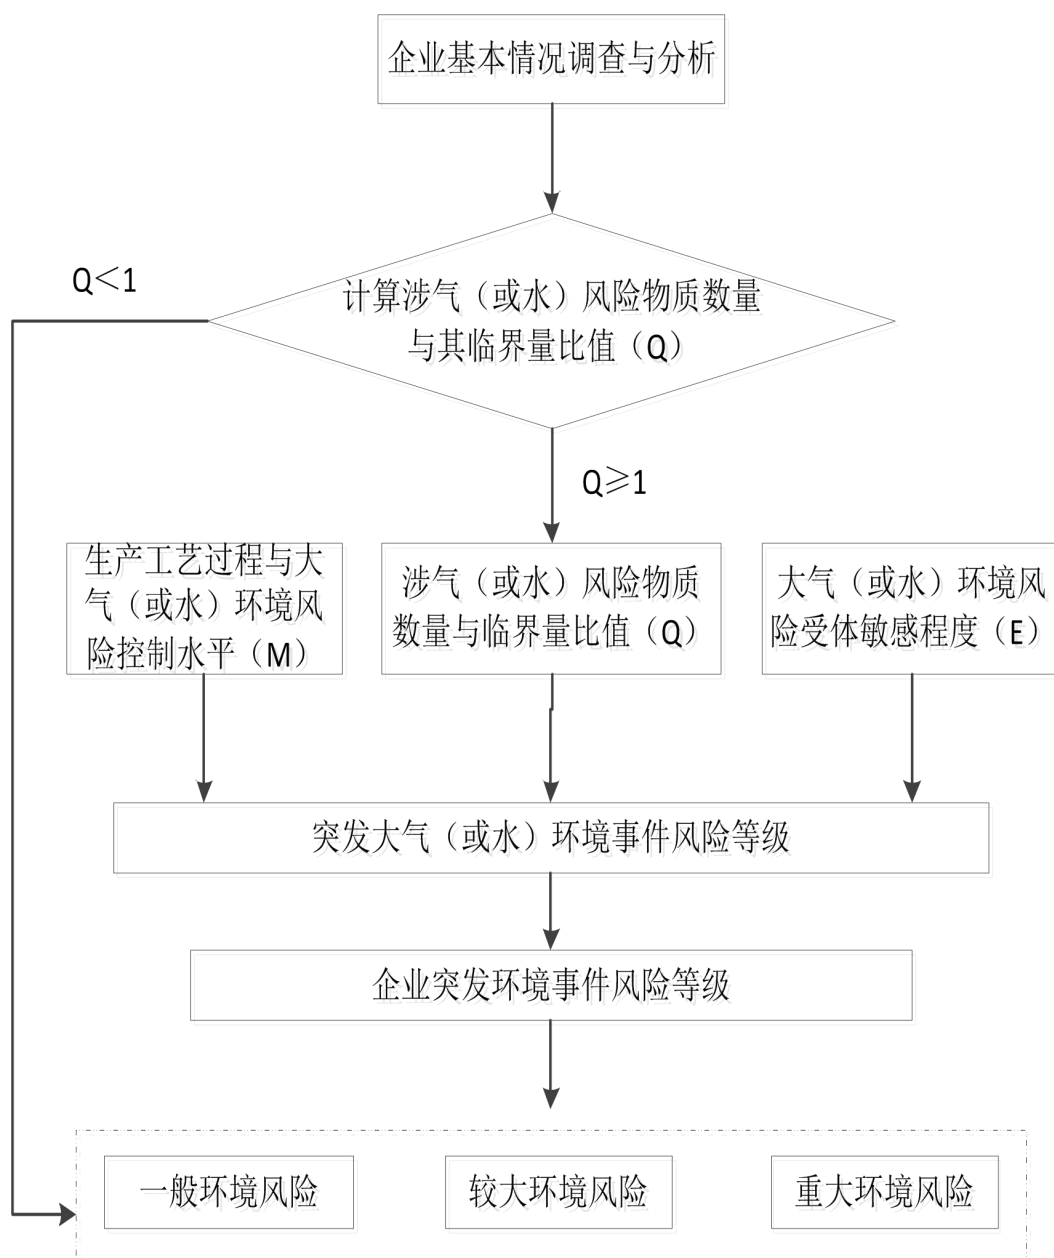 企业基本情况调查与分析
Q<1
计算涉气（或水）风险物质数量
与其临界量比值（Q）
Q≥1
生产工艺过程与大
气（或水）环境风
险控制水平（M）
涉气（或水）风险物质
数量与临界量比值（Q）
大气（或水）环境风
险受体敏感程度（E）
突发大气（或水）环境事件风险等级
企业突发环境事件风险等级
一般环境风险
较大环境风险
重大环境风险